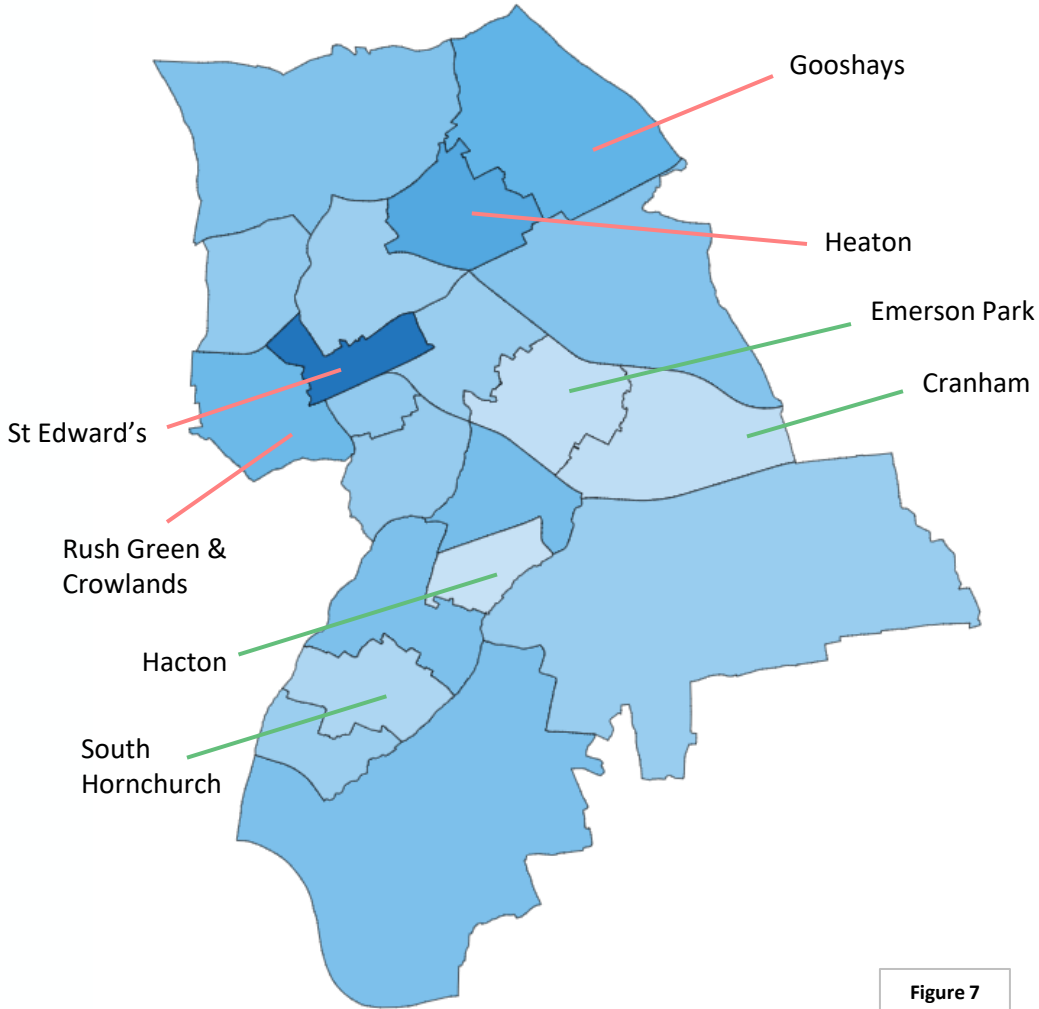 Gooshays
Heaton
Emerson Park
Cranham
St Edward’s
Rush Green &
Crowlands
Hacton
South
Hornchurch
Figure 7